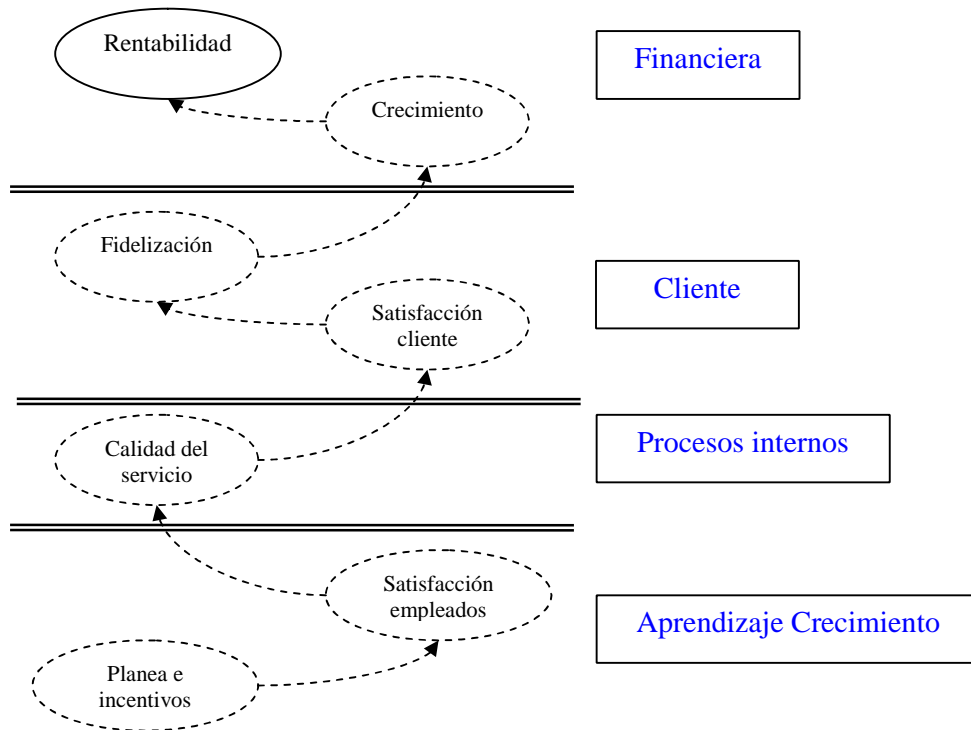 Rentabilidad
Financiera
Crecimiento
Fidelización
Cliente
Satisfacción
cliente
Calidad del
servicio
Procesos internos
Satisfacción
empleados
Aprendizaje Crecimiento
Planea e
incentivos